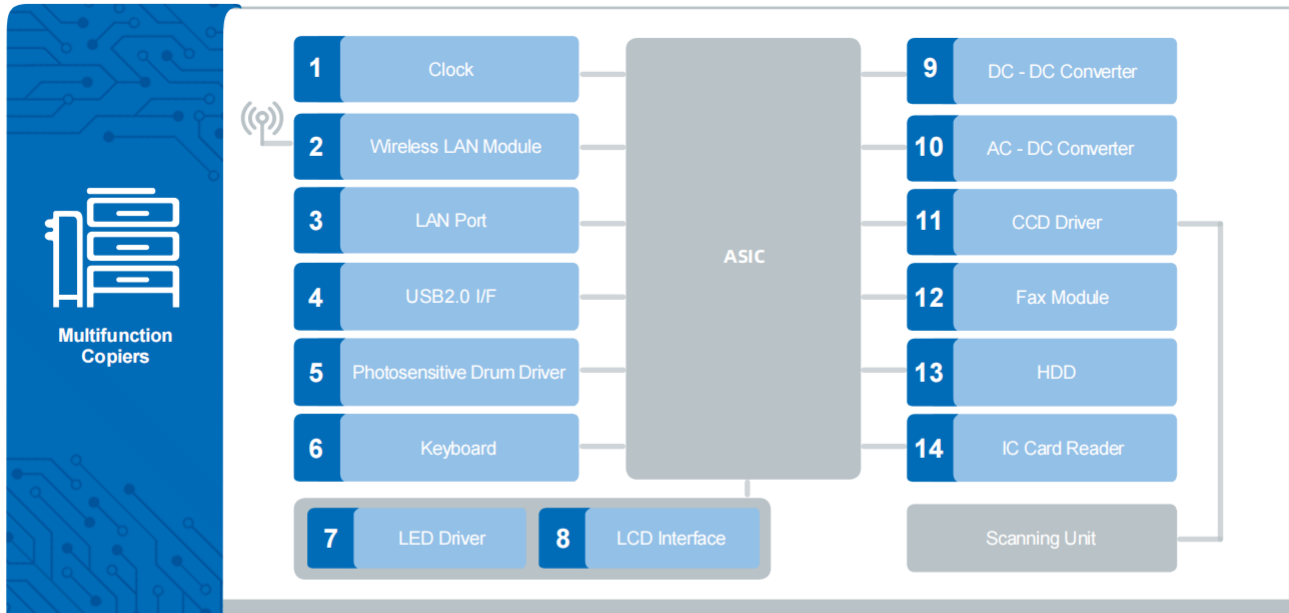 Multifunction
Copiers
1 Clock
2 Wireless LAN Module
3 LAN Port
4 USB2.0 I/F
5 Photosensitive Drum Driver
6 Keyboard
7 LED Driver
8 LCD Interface
ASIC
9 DC - DC Converter
10 AC - DC Converter
11 CCD Driver
12 Fax Module
13 HDD
14 IC Card Reader
Scanning Unit